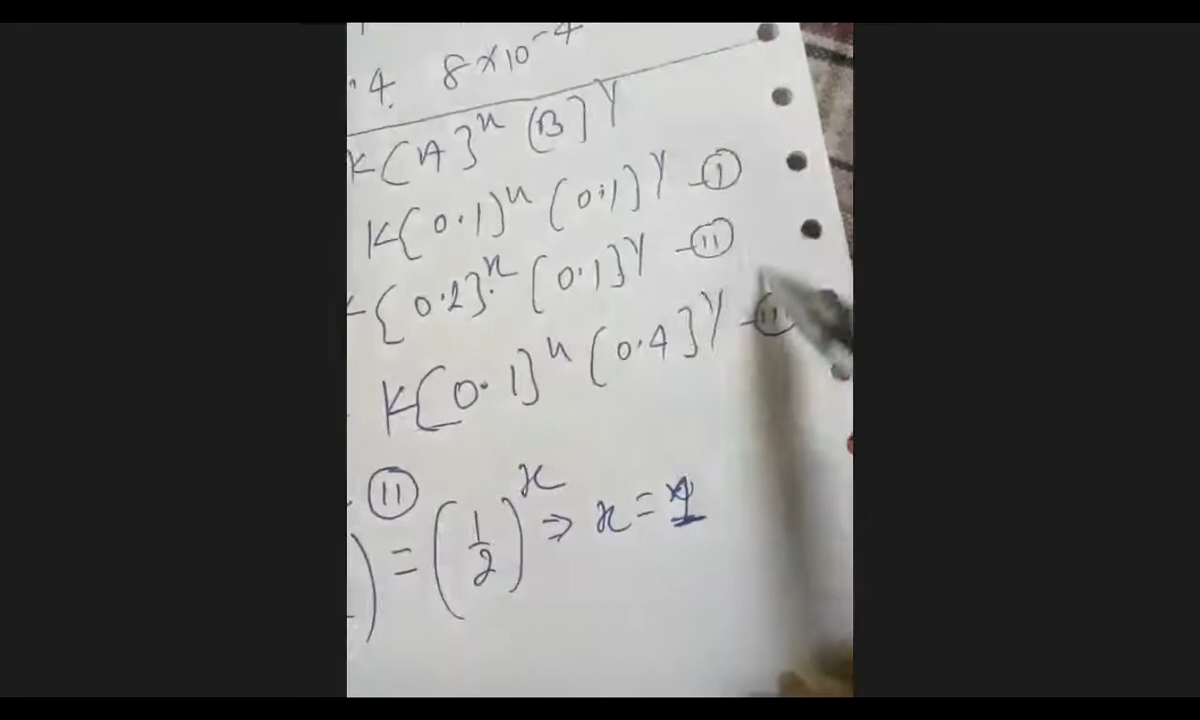 .4. 8×10⁻⁴
K[A]ˣ [B]ʸ
K[0.1]ˣ [0.1]ʸ — (I)
K[0.2]ˣ [0.1]ʸ — (II)
K[0.1]ˣ [0.4]ʸ
(II)
) = (1/2)ˣ ⇒ x = 1